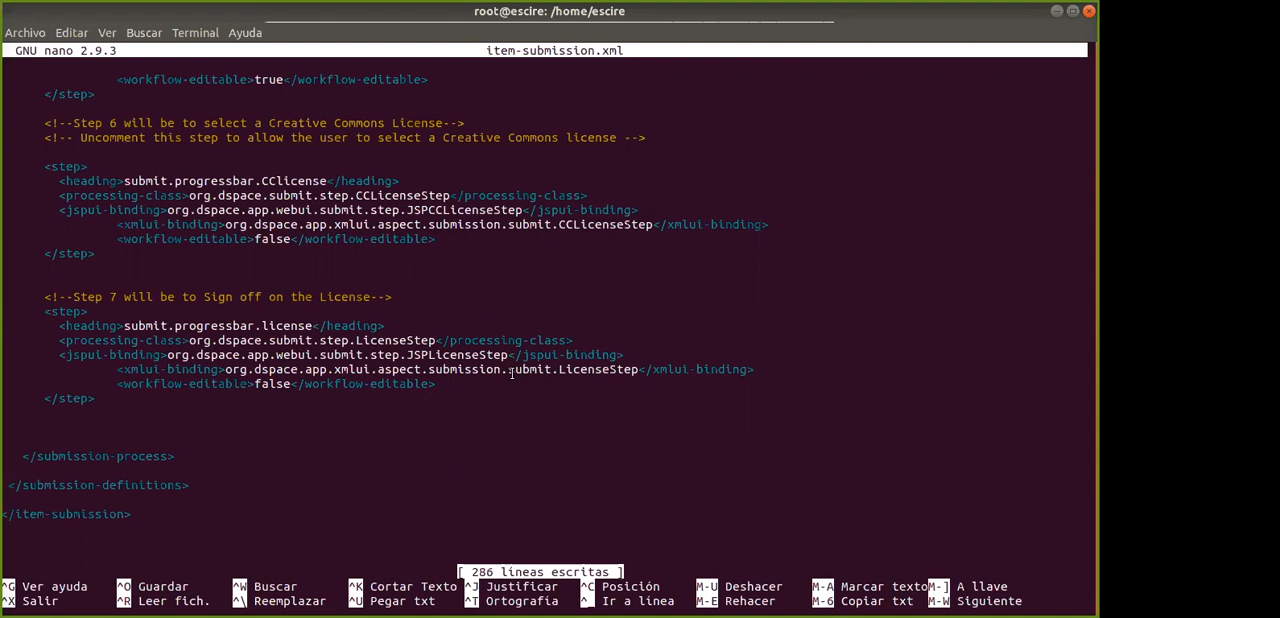 root@escire: /home/escire
Archivo Editar Ver Buscar Terminal Ayuda
GNU nano 2.9.3 item-submission.xml
<workflow-editable>true</workflow-editable>
</step>
<!--Step 6 will be to select a Creative Commons License-->
<!-- Uncomment this step to allow the user to select a Creative Commons license -->
<step>
<heading>submit.progressbar.CClicense</heading>
<processing-class>org.dspace.submit.step.CCLicenseStep</processing-class>
<jspui-binding>org.dspace.app.webui.submit.step.JSPCCLicenseStep</jspui-binding>
<xmlui-binding>org.dspace.app.xmlui.aspect.submission.submit.CCLicenseStep</xmlui-binding>
<workflow-editable>false</workflow-editable>
</step>
<!--Step 7 will be to Sign off on the License-->
<step>
<heading>submit.progressbar.license</heading>
<processing-class>org.dspace.submit.step.LicenseStep</processing-class>
<jspui-binding>org.dspace.app.webui.submit.step.JSPLicenseStep</jspui-binding>
<xmlui-binding>org.dspace.app.xmlui.aspect.submission.submit.LicenseStep</xmlui-binding>
<workflow-editable>false</workflow-editable>
</step>
</submission-process>
</submission-definitions>
</item-submission>
[ 286 líneas escritas ]
^G Ver ayuda ^O Guardar ^W Buscar ^K Cortar Texto ^J Justificar ^C Posición M-U Deshacer M-A Marcar texto M-] A llave
^X Salir ^R Leer fich. ^\ Reemplazar ^U Pegar txt ^T Ortografía ^_ Ir a línea M-E Rehacer M-6 Copiar txt M-W Siguiente